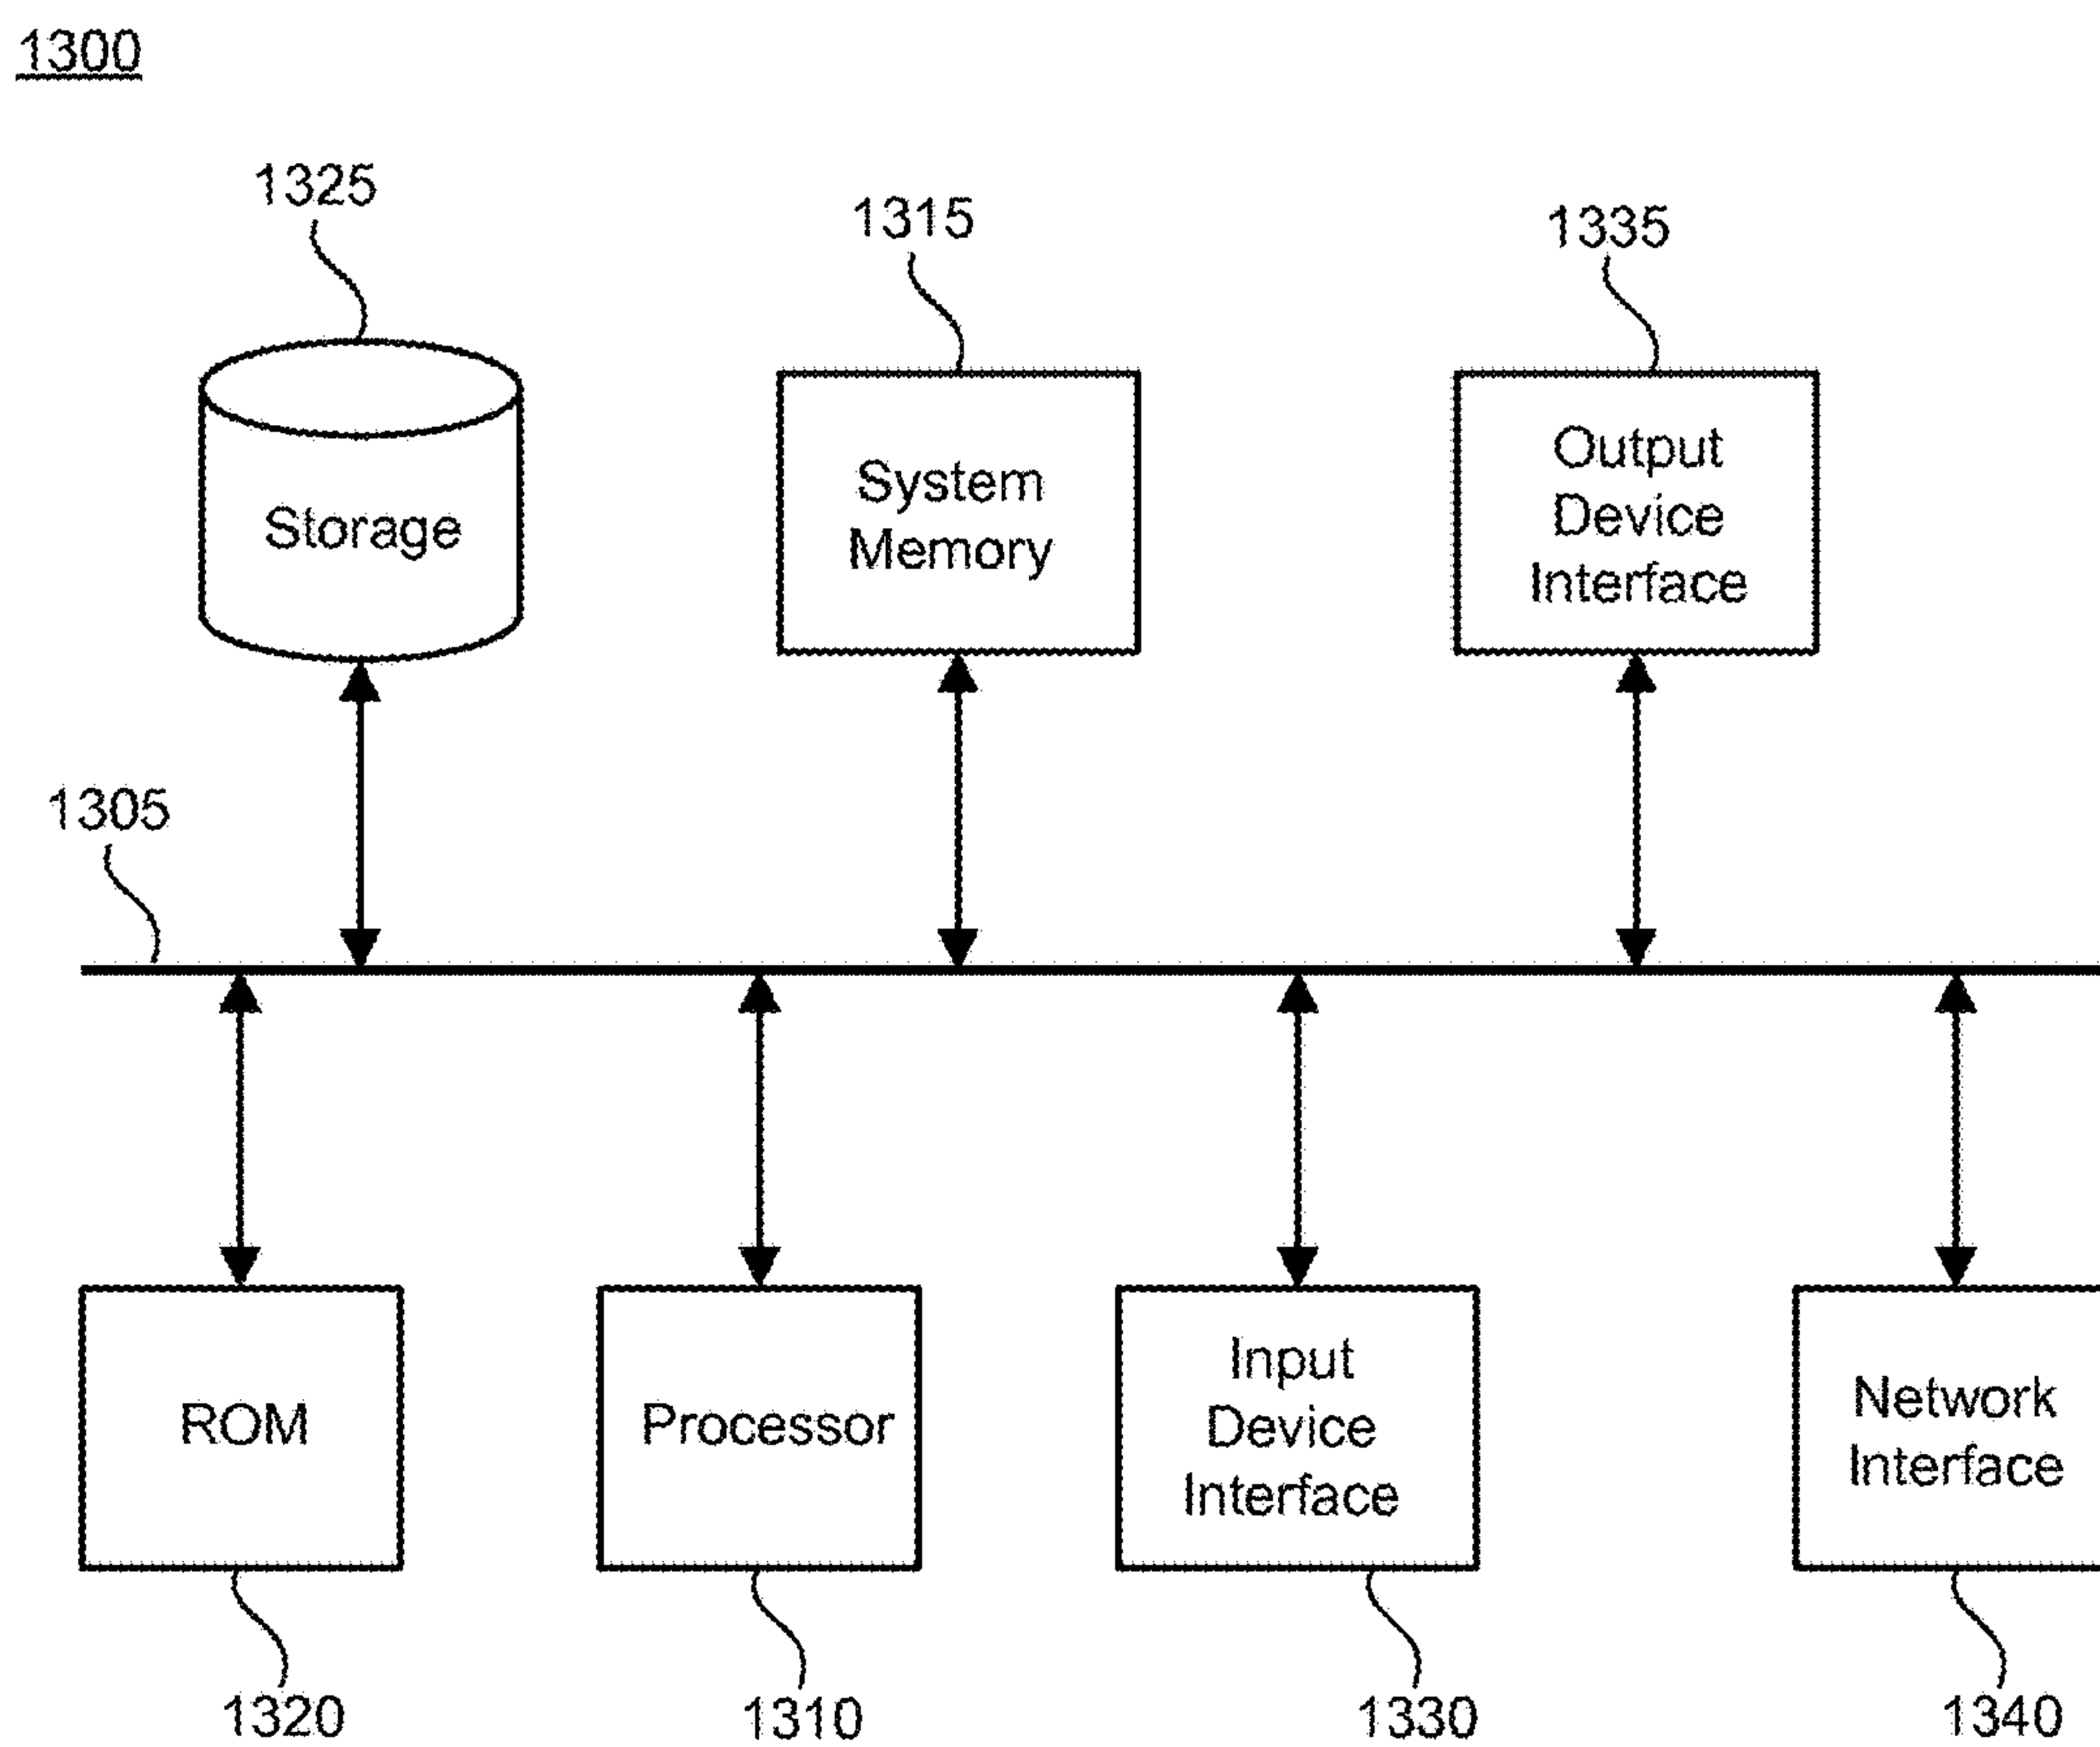 1300
1325
1315
1335
Storage
System
Memory
Output
Device
Interface
1305
ROM
Processor
Input
Device
Interface
Network
Interface
1320
1310
1330
1340